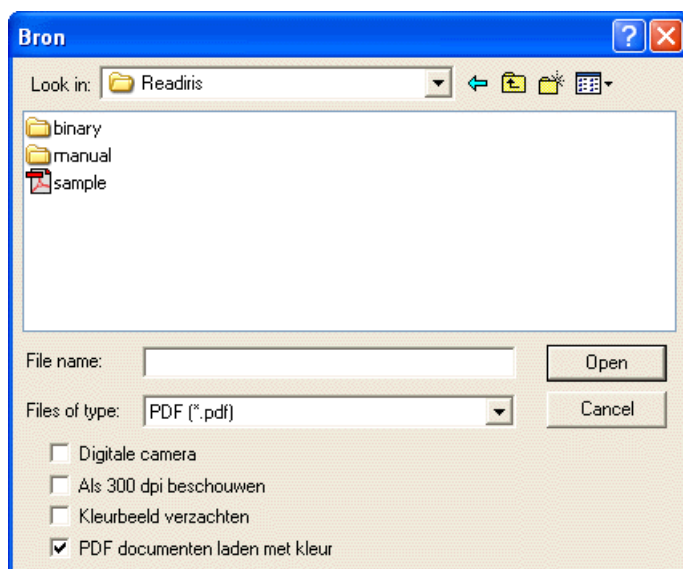 Bron
Look in: Readiris
binary
manual
sample
File name: Open
Files of type: PDF (*.pdf) Cancel
Digitale camera
Als 300 dpi beschouwen
Kleurbeeld verzachten
PDF documenten laden met kleur